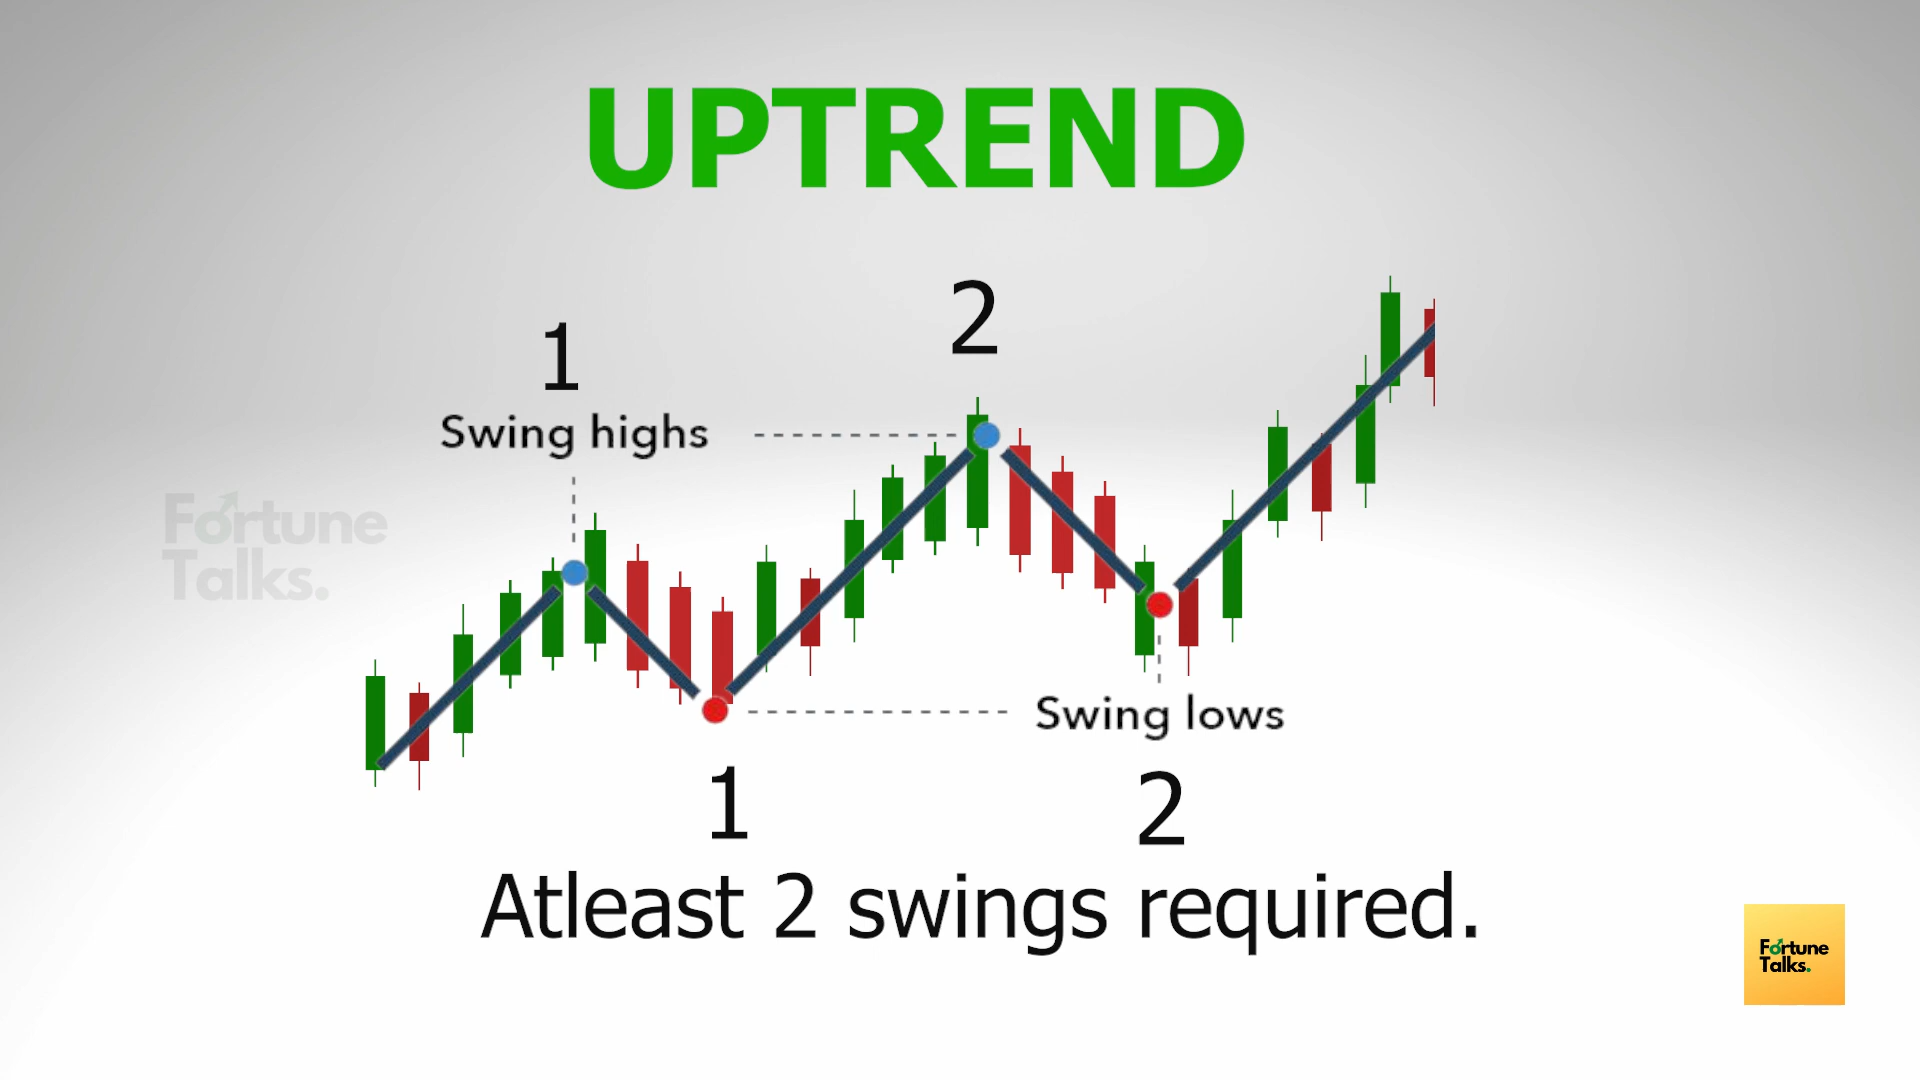 UPTREND
2
1
Swing highs
Fortune
Talks.
Swing lows
1
2
Atleast 2 swings required.
Fortune
Talks.